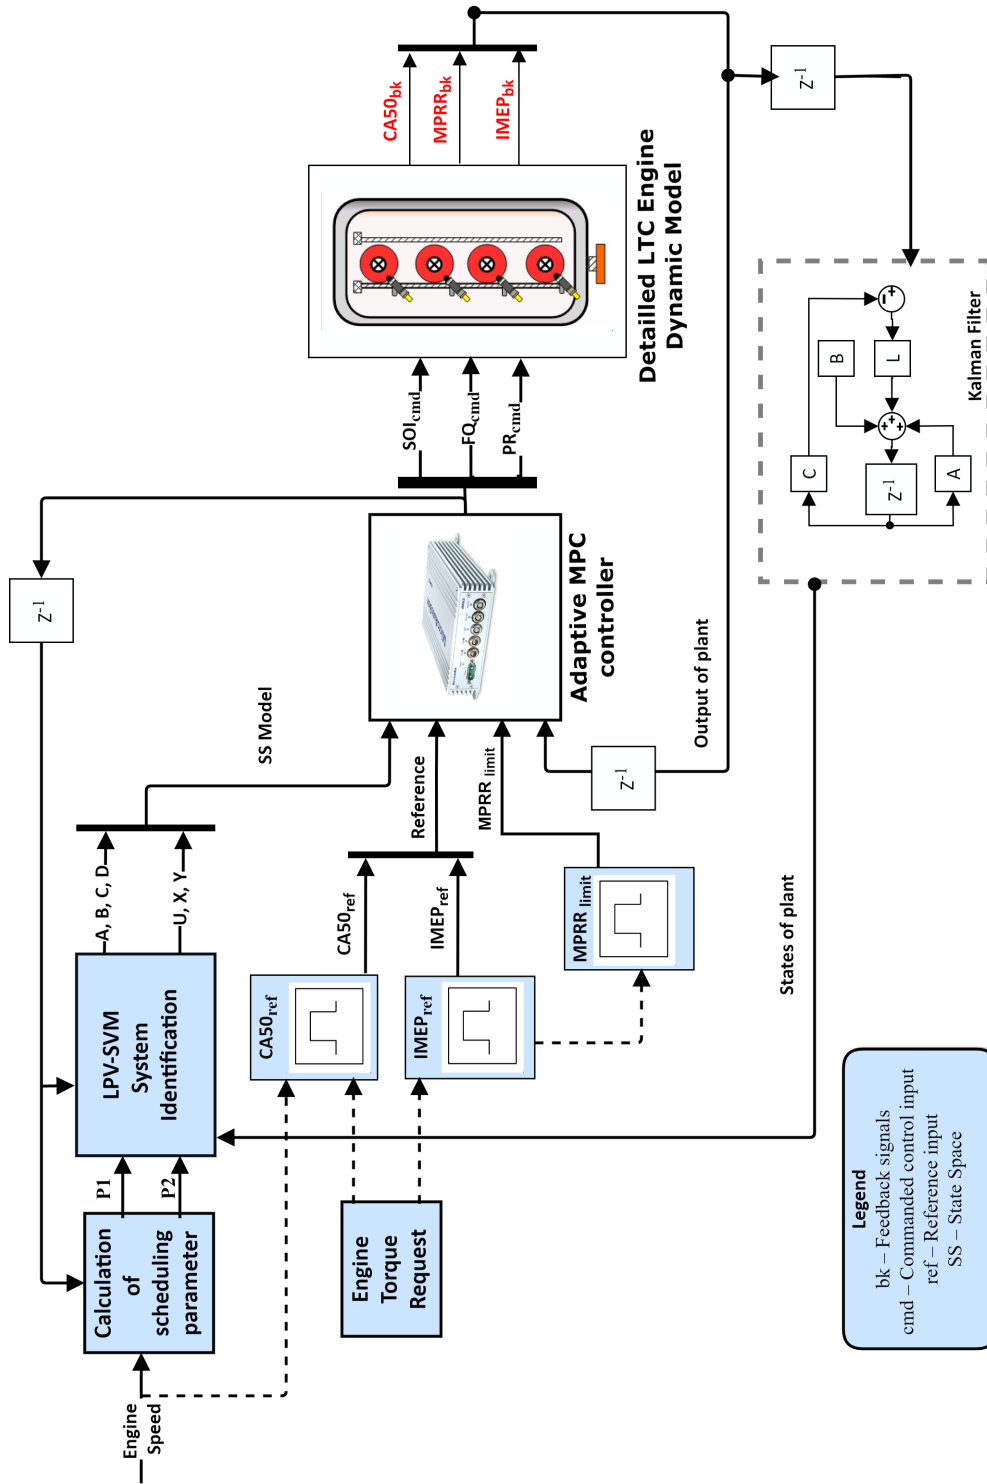 Engine
Speed
Calculation
of
scheduling
parameter
P1
P2
LPV-SVM
System
Identification
A, B, C, D
U, X, Y
SS Model
Z-1
Engine
Torque
Request
CA50ref
IMEPref
CA50ref
IMEPref
Reference
MPRR limit
MPRR limit
Z-1
Output of plant
Adaptive MPC
controller
SOIcmd
FQcmd
PRcmd
Detailled LTC Engine
Dynamic Model
CA50bk
MPRRbk
IMEPbk
Z-1
States of plant
C
Z-1
A
B
L
Kalman Filter
Legend
bk – Feedback signals
cmd – Commanded control input
ref – Reference input
SS – State Space